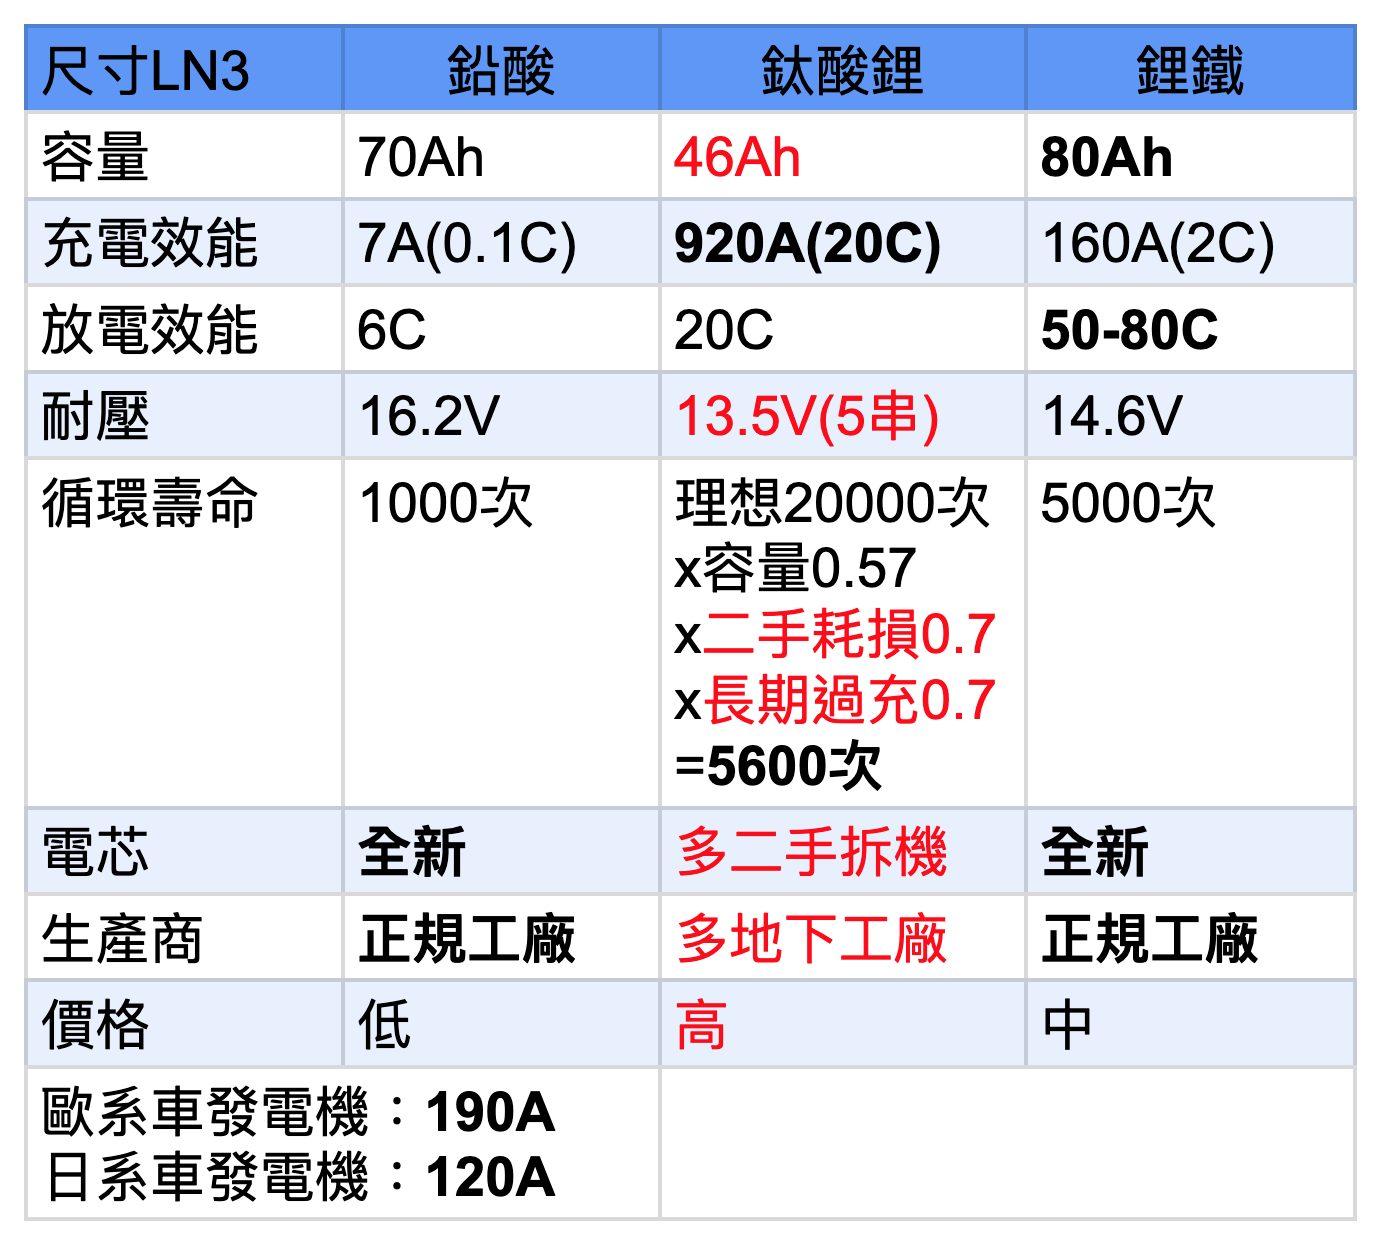 尺寸LN3 鉛酸 鈦酸鋰 鋰鐵
容量 70Ah 46Ah 80Ah
充電效能 7A(0.1C) 920A(20C) 160A(2C)
放電效能 6C 20C 50-80C
耐壓 16.2V 13.5V(5串) 14.6V
循環壽命 1000次 理想20000次 5000次
x容量0.57
x二手耗損0.7
x長期過充0.7
=5600次
電芯 全新 多二手拆機 全新
生產商 正規工廠 多地下工廠 正規工廠
價格 低 高 中
歐系車發電機：190A
日系車發電機：120A